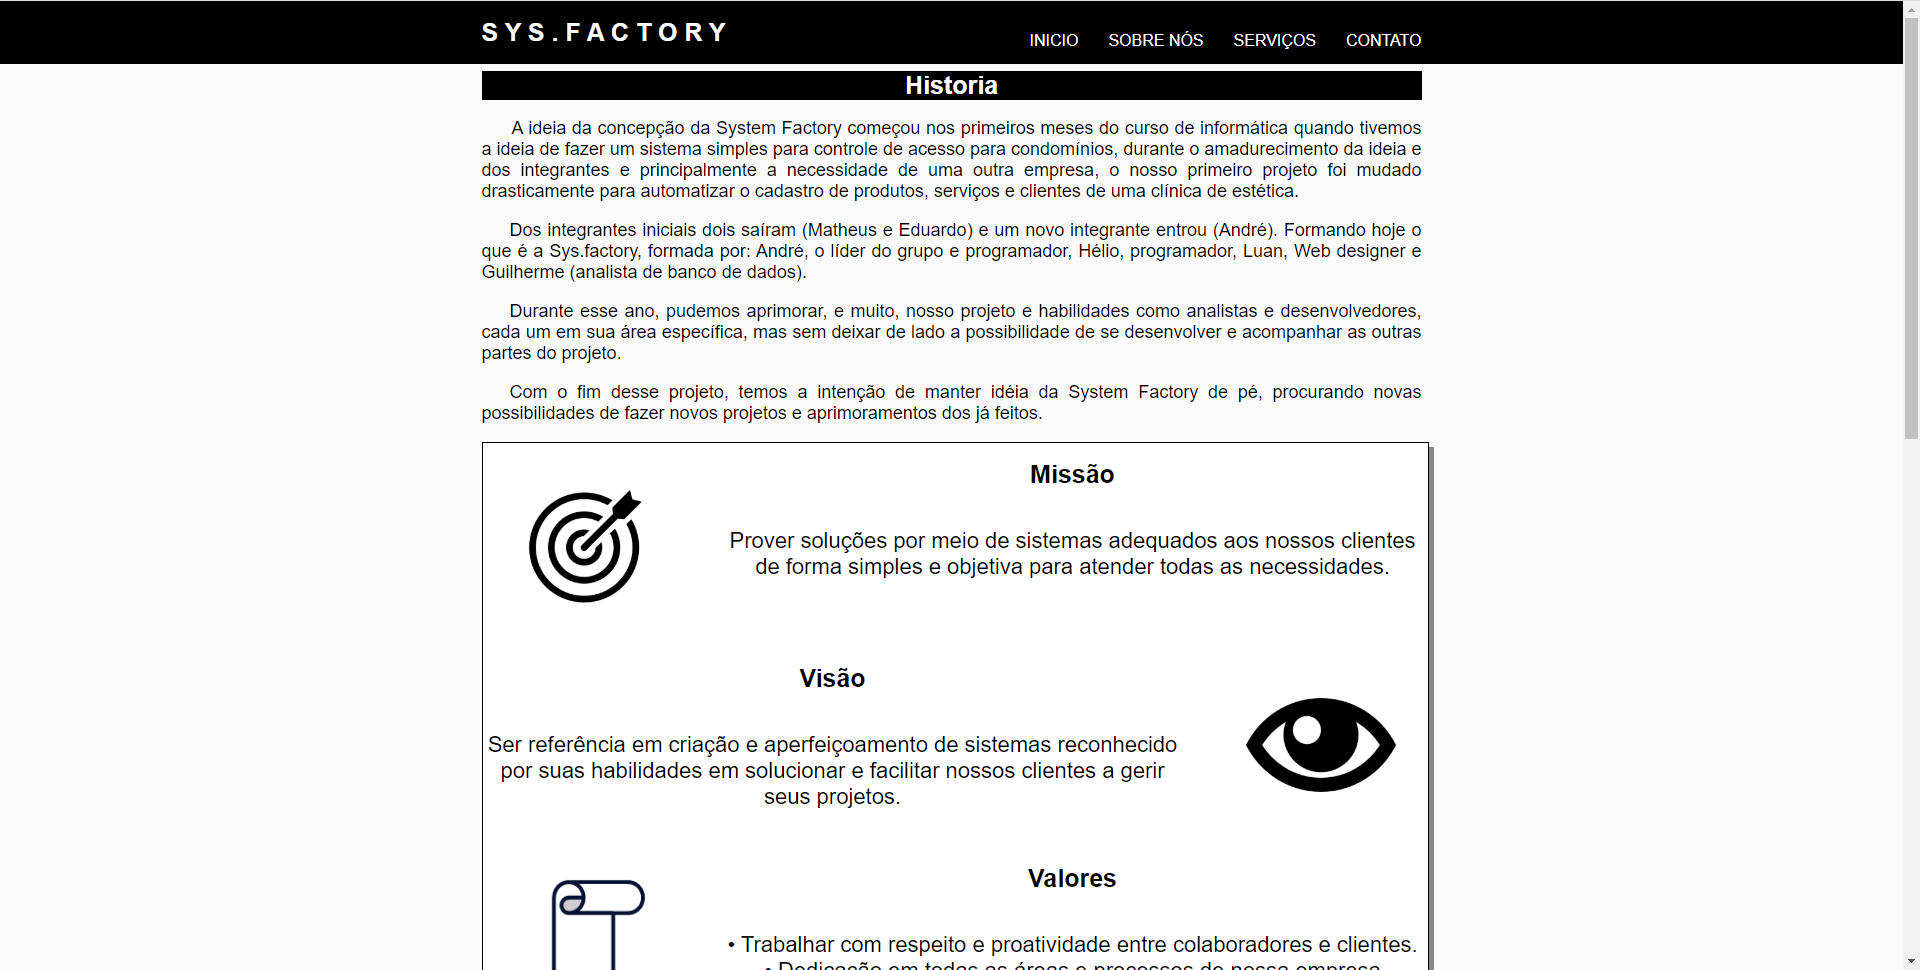 SYS.FACTORY
INICIO SOBRE NÓS SERVIÇOS CONTATO
Historia
A ideia da concepção da System Factory começou nos primeiros meses do curso de informática quando tivemos
a ideia de fazer um sistema simples para controle de acesso para condomínios, durante o amadurecimento da ideia e
dos integrantes e principalmente a necessidade de uma outra empresa, o nosso primeiro projeto foi mudado
drasticamente para automatizar o cadastro de produtos, serviços e clientes de uma clínica de estética.
Dos integrantes iniciais dois saíram (Matheus e Eduardo) e um novo integrante entrou (André). Formando hoje o
que é a Sys.factory, formada por: André, o líder do grupo e programador, Hélio, programador, Luan, Web designer e
Guilherme (analista de banco de dados).
Durante esse ano, pudemos aprimorar, e muito, nosso projeto e habilidades como analistas e desenvolvedores,
cada um em sua área específica, mas sem deixar de lado a possibilidade de se desenvolver e acompanhar as outras
partes do projeto.
Com o fim desse projeto, temos a intenção de manter idéia da System Factory de pé, procurando novas
possibilidades de fazer novos projetos e aprimoramentos dos já feitos.
Missão
Prover soluções por meio de sistemas adequados aos nossos clientes
de forma simples e objetiva para atender todas as necessidades.
Visão
Ser referência em criação e aperfeiçoamento de sistemas reconhecido
por suas habilidades em solucionar e facilitar nossos clientes a gerir
seus projetos.
Valores
• Trabalhar com respeito e proatividade entre colaboradores e clientes.
• Dedicação em todas as áreas e processos de nossa empresa